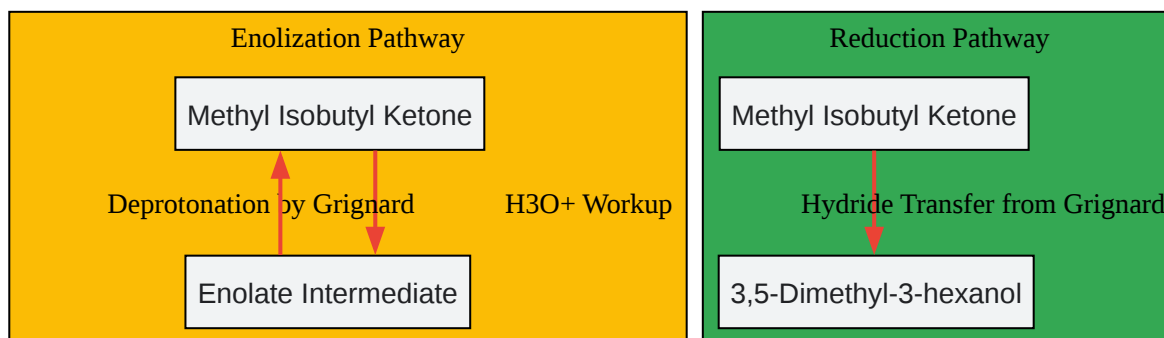 Enolization Pathway
Methyl Isobutyl Ketone
Deprotonation by Grignard
H3O+ Workup
Enolate Intermediate
Reduction Pathway
Methyl Isobutyl Ketone
Hydride Transfer from Grignard
3,5-Dimethyl-3-hexanol